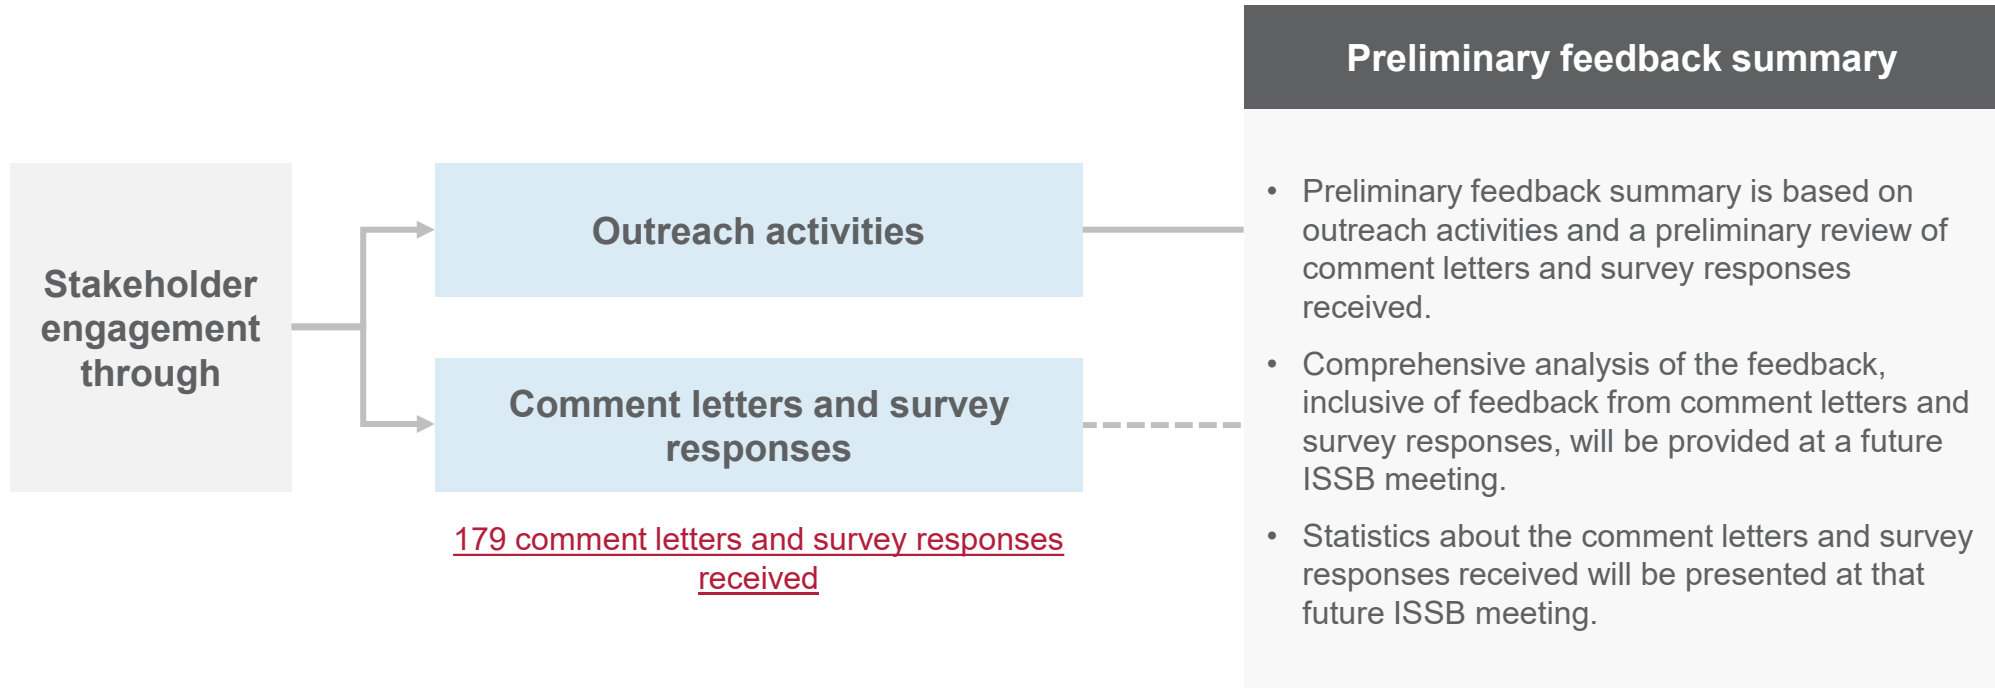 Stakeholder
engagement
through
Outreach activities
Comment letters and survey
responses
179 comment letters and survey responses
received
Preliminary feedback summary
• Preliminary feedback summary is based on
outreach activities and a preliminary review of
comment letters and survey responses
received.
• Comprehensive analysis of the feedback,
inclusive of feedback from comment letters and
survey responses, will be provided at a future
ISSB meeting.
• Statistics about the comment letters and survey
responses received will be presented at that
future ISSB meeting.